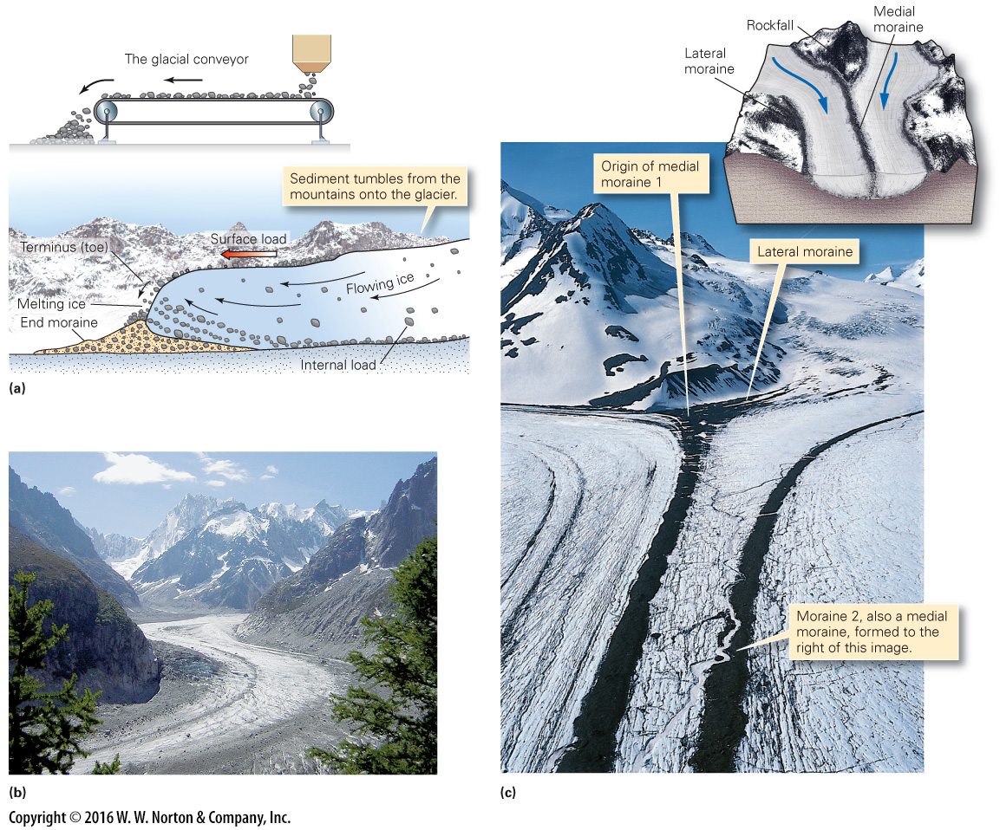 The glacial conveyor
Sediment tumbles from the
mountains onto the glacier.
Terminus (toe)
Surface load
Flowing ice
Melting ice
End moraine
Internal load
(a)
(b)
Rockfall
Medial
moraine
Lateral
moraine
Origin of medial
moraine 1
Lateral moraine
Moraine 2, also a medial
moraine, formed to the
right of this image.
(c)
Copyright © 2016 W. W. Norton & Company, Inc.